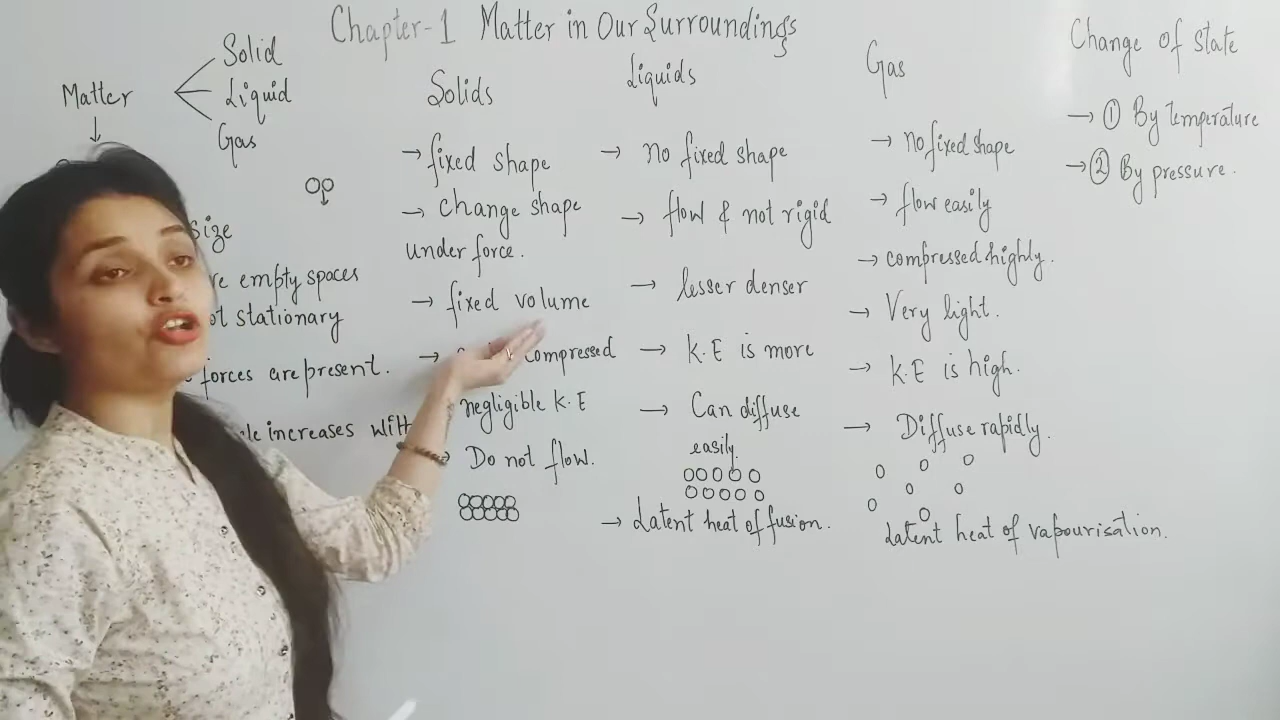 Chapter-1 Matter in Our Surroundings
Matter
Solid
Liquid
Gas
size
empty spaces
stationary
forces are present.
increases with
Solids
→ fixed shape
→ change shape
under force.
→ fixed volume
→ compressed
negligible K.E
Do not flow.
Liquids
→ no fixed shape
→ flow & not rigid
→ lesser denser
→ K.E is more
→ Can diffuse
easily.
→ Latent heat of fusion.
Gas
→ no fixed shape
→ flow easily
→ compressed highly.
→ Very light.
→ K.E is high.
→ Diffuse rapidly.
Latent heat of vapourisation.
Change of state
→ ① By temperature
→ ② By pressure.